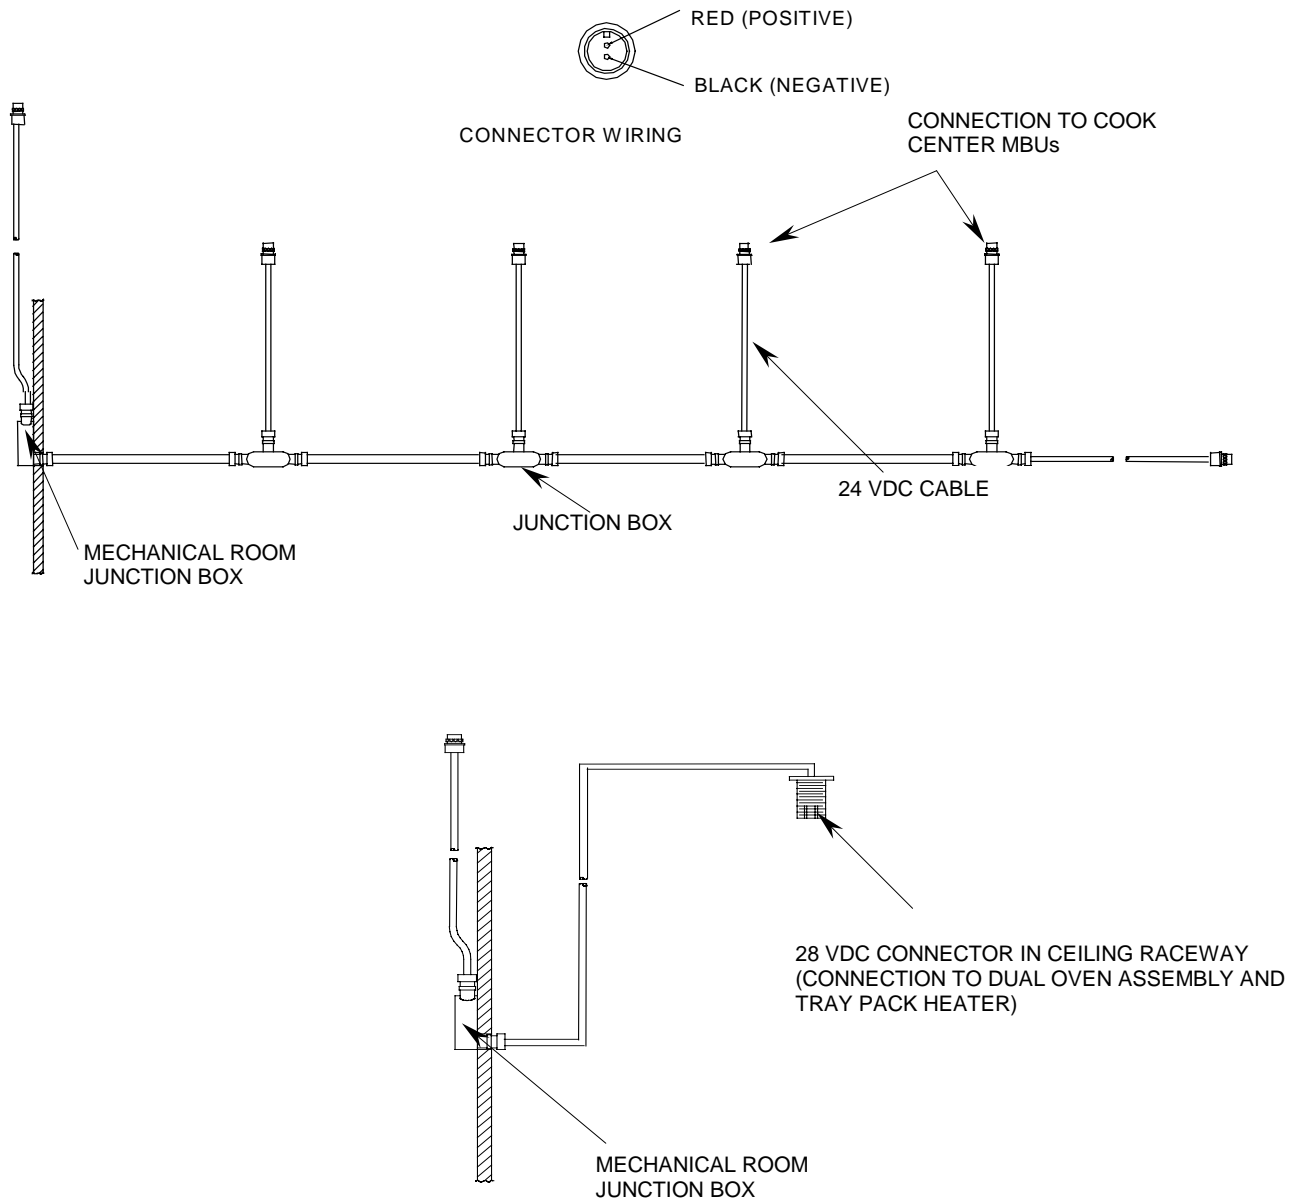 RED (POSITIVE)
BLACK (NEGATIVE)
CONNECTOR WIRING
CONNECTION TO COOK
CENTER MBUs
24 VDC CABLE
JUNCTION BOX
MECHANICAL ROOM
JUNCTION BOX
28 VDC CONNECTOR IN CEILING RACEWAY
(CONNECTION TO DUAL OVEN ASSEMBLY AND
TRAY PACK HEATER)
MECHANICAL ROOM
JUNCTION BOX